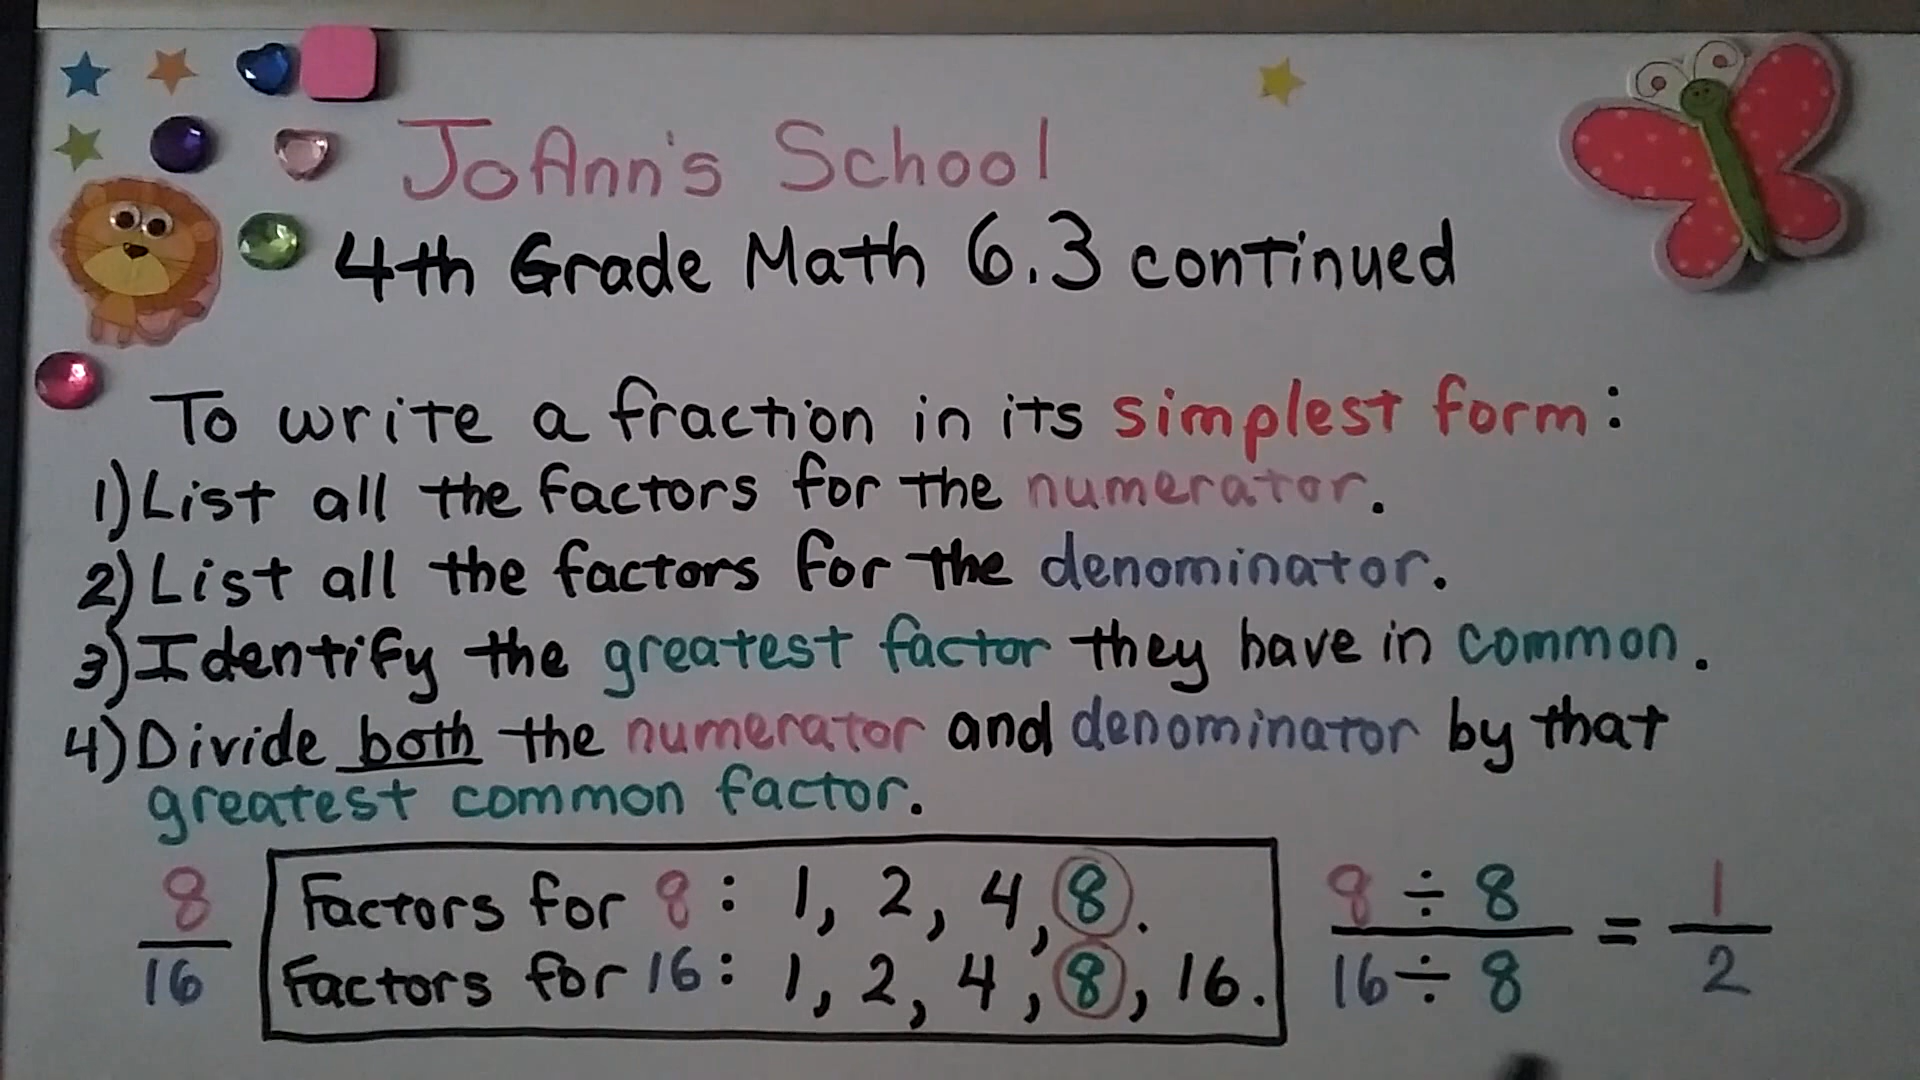 JoAnn's School
4th Grade Math 6.3 continued
To write a fraction in its simplest form:
1) List all the factors for the numerator.
2) List all the factors for the denominator.
3) Identify the greatest factor they have in common.
4) Divide both the numerator and denominator by that
greatest common factor.
8
16
Factors for 8: 1, 2, 4, 8.
Factors for 16: 1, 2, 4, 8, 16.
8 ÷ 8
16 ÷ 8
=
1
2